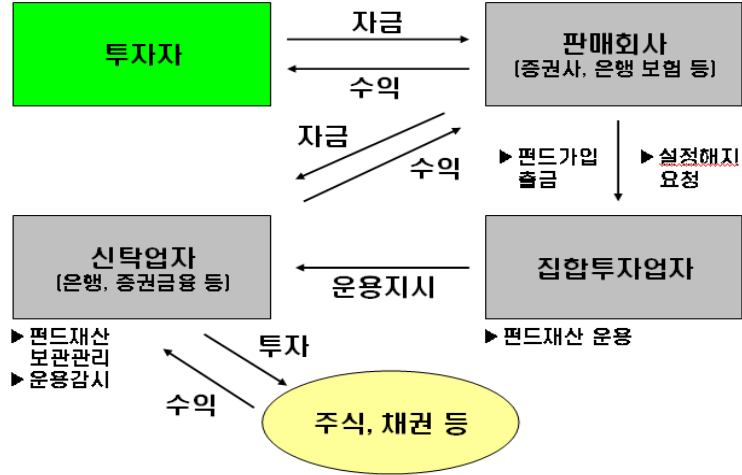 투자자
자금
수익
판매회사
(증권사, 은행 보험 등)
자금
수익
▶ 펀드가입
출금
▶ 설정해지
요청
신탁업자
(은행, 증권금융 등)
운용지시
집합투자업자
▶ 펀드재산
보관관리
▶ 운용감시
▶ 펀드재산 운용
투자
수익
주식, 채권 등